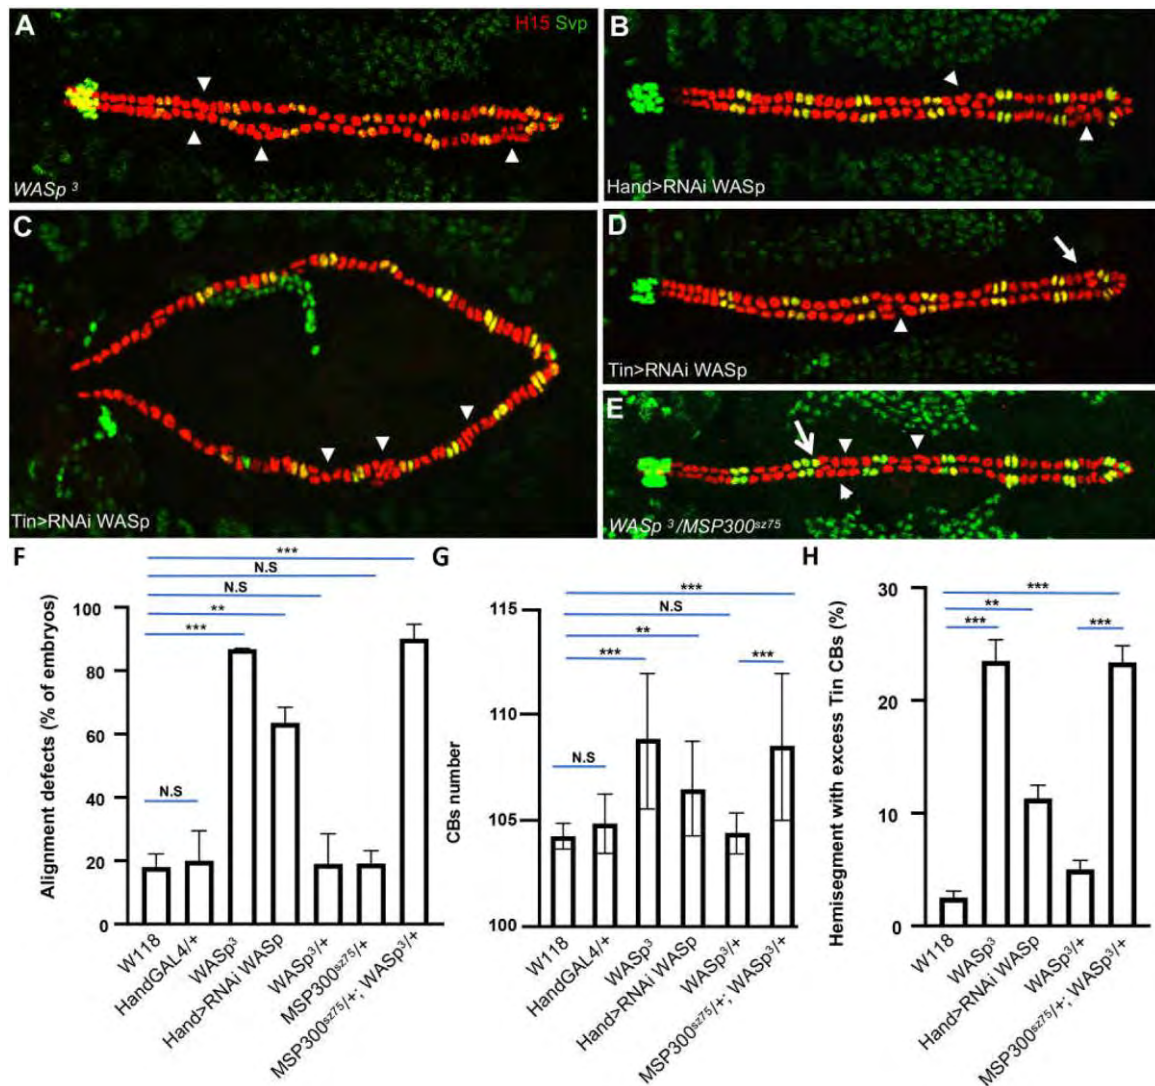 A
H15 Svp
WASp 3
B
Hand>RNAi WASp
C
Tin>RNAi WASp
D
Tin>RNAi WASp
E
WASp 3/MSP300sz75
F
***
N.S
N.S
**
***
N.S
Alignment defects (% of embryos)
100
80
60
40
20
0
W118
HandGAL4/+
WASp3
Hand>RNAi WASp
WASp3/+
MSP300sz75/+
MSP300sz75/+; WASp3/+
G
***
N.S
**
***
***
N.S
CBs number
115
110
105
100
W118
HandGAL4/+
WASp3
Hand>RNAi WASp
WASp3/+
MSP300sz75/+; WASp3/+
H
***
**
***
***
Hemisegment with excess Tin CBs (%)
30
20
10
0
W118
WASp3
Hand>RNAi WASp
WASp3/+
MSP300sz75/+; WASp3/+